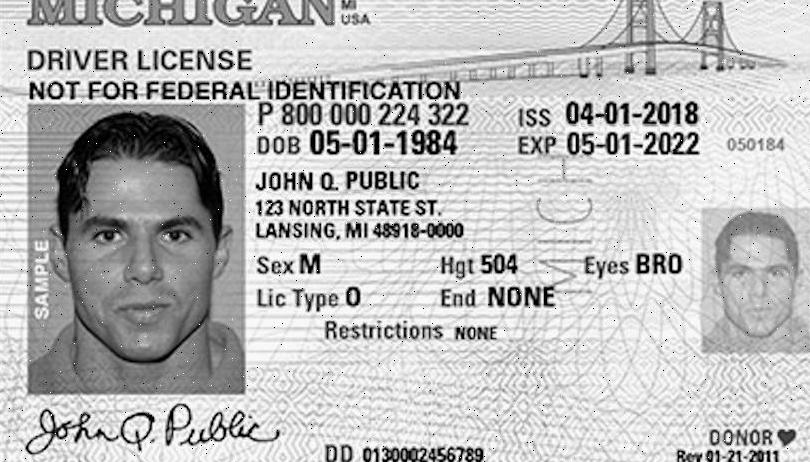 MICHIGAN MI USA
DRIVER LICENSE
NOT FOR FEDERAL IDENTIFICATION
P 800 000 224 322 ISS 04-01-2018
DOB 05-01-1984 EXP 05-01-2022 050184
JOHN Q. PUBLIC
123 NORTH STATE ST.
LANSING, MI 48918-0000
Sex M Hgt 504 Eyes BRO
Lic Type O End NONE
Restrictions NONE
SAMPLE
MICH
John Q. Public
DONOR
DD 0130002456789 Rev 01-21-2011